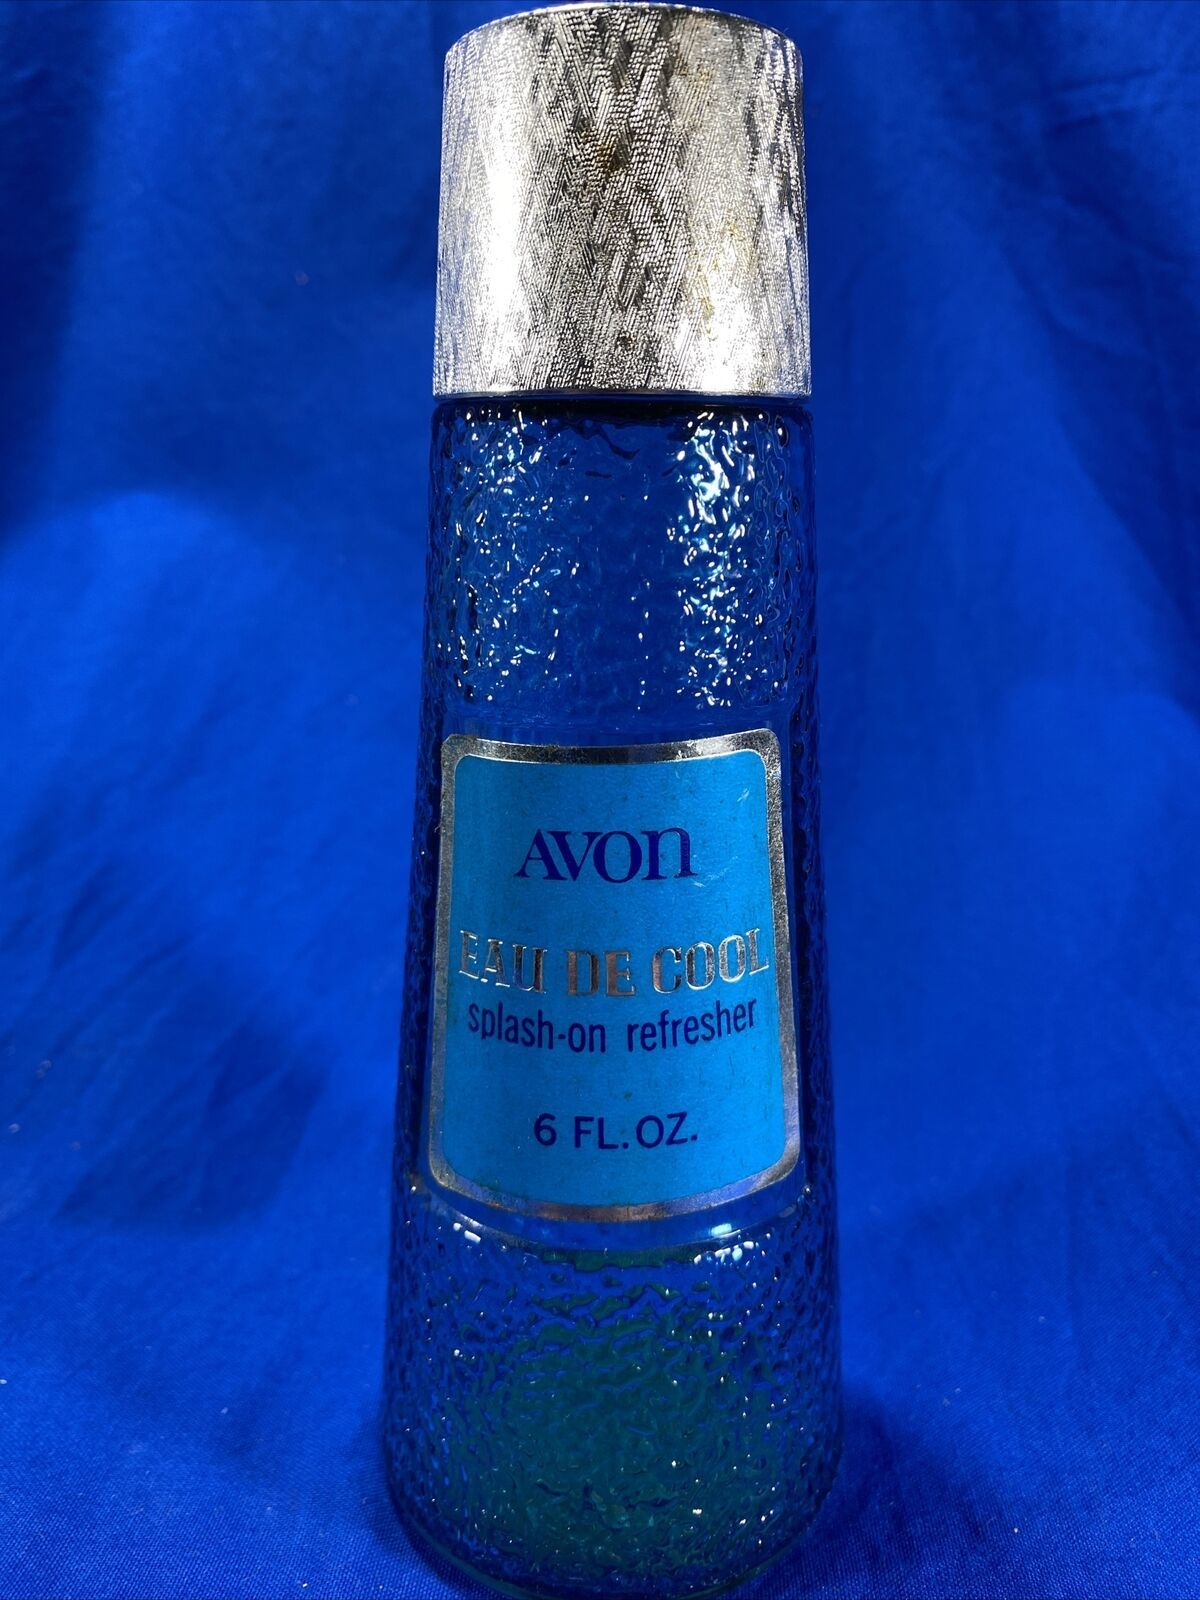 AVON
EAU DE COOL
splash-on refresher
6 FL. OZ.